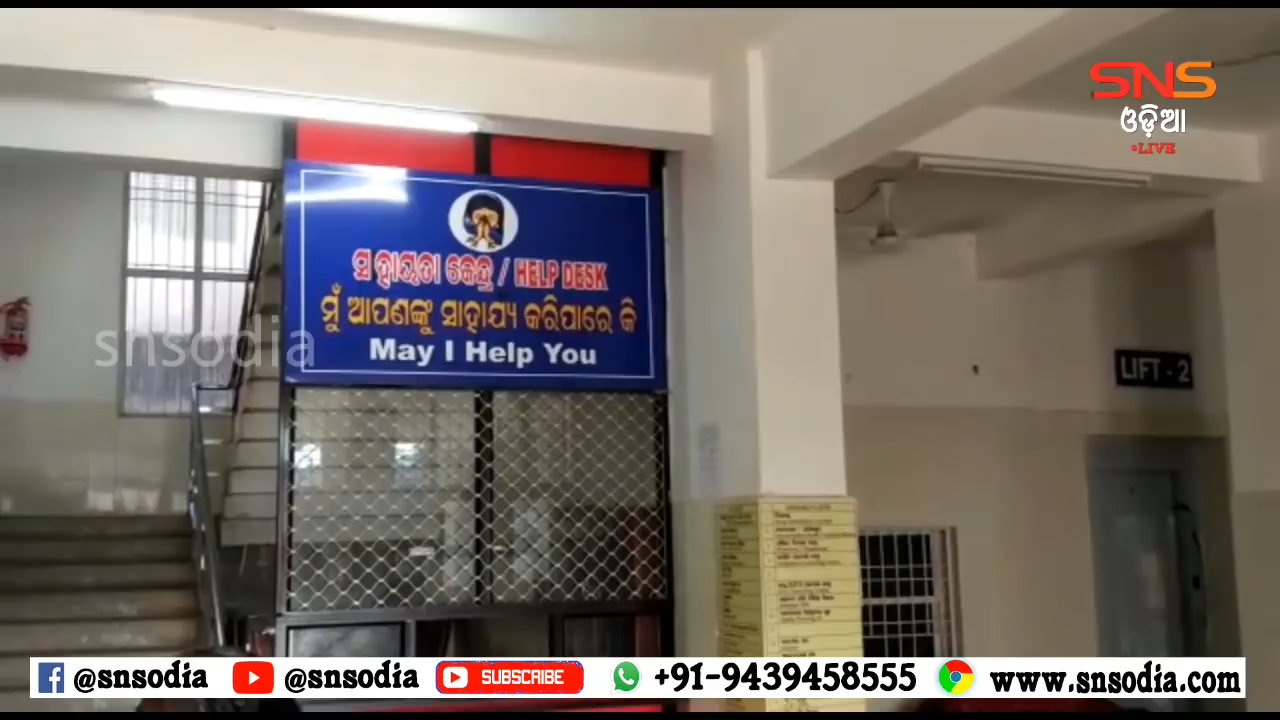 SNS
ଓଡ଼ିଆ
•LIVE
ସହାୟତା କେନ୍ଦ୍ର / HELP DESK
ମୁଁ ଆପଣଙ୍କୁ ସାହାଯ୍ୟ କରିପାରେ କି
May I Help You
snsodia
LIFT - 2
@snsodia
@snsodia
SUBSCRIBE
+91-9439458555
www.snsodia.com